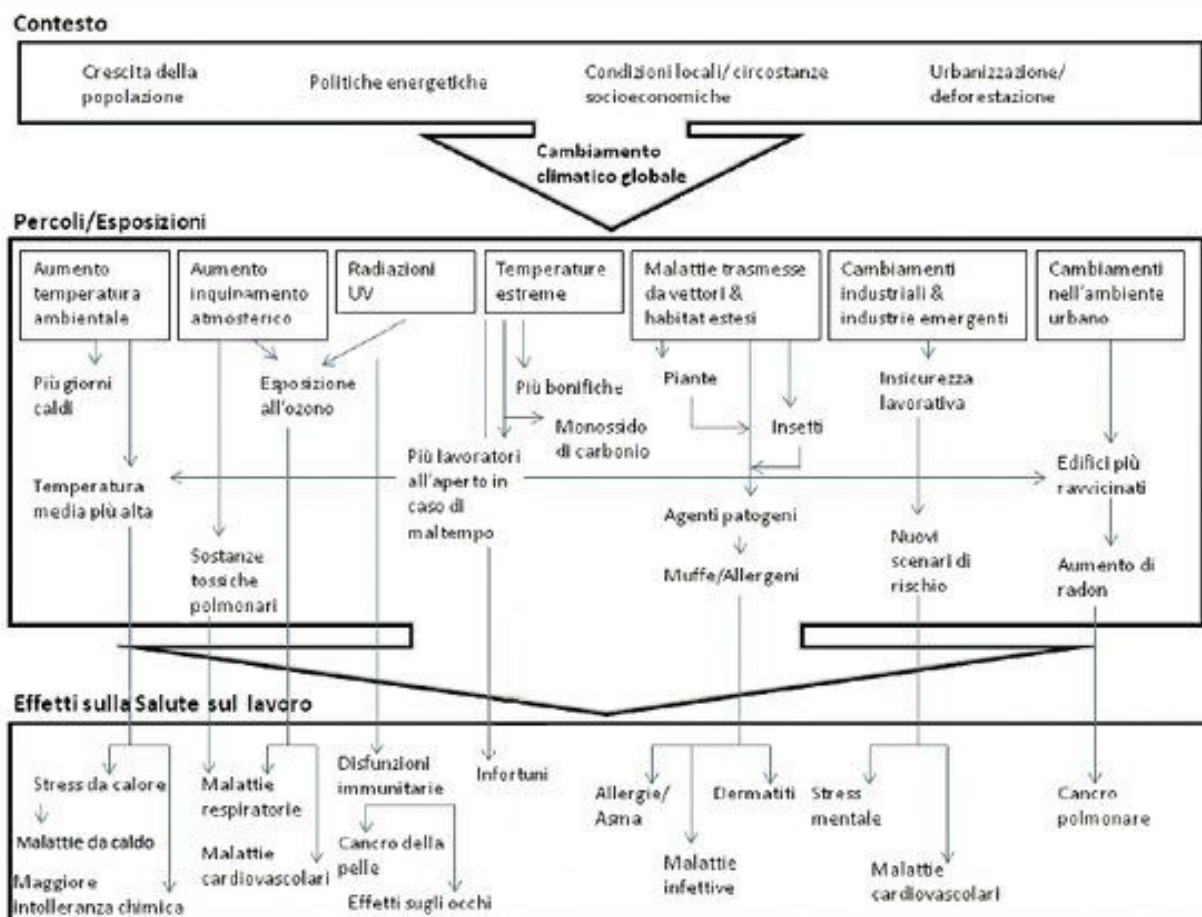 Contesto
Crescita della
popolazione
Politiche energetiche
Condizioni locali/ circostanze
socioeconomiche
Urbanizzazione/
deforestazione
Cambiamento
climatico globale
Percoli/Esposizioni
Aumento
temperatura
ambientale
Aumento
inquinamento
atmosferico
Radiazioni
UV
Temperature
estreme
Malattie trasmesse
da vettori &
habitat estesi
Cambiamenti
industriali &
industrie emergenti
Cambiamenti
nell'ambiente
urbano
Più giorni
caldi
Esposizione
all'ozono
Più bonifiche
Piante
Insicurezza
lavorativa
Monossido
di carbonio
Insetti
Temperatura
media più alta
Più lavoratori
all'aperto in
caso di
maltempo
Edifici più
ravvicinati
Agenti patogeni
Sostanze
tossiche
polmonari
Muffe/Allergeni
Nuovi
scenari di
rischio
Aumento di
radon
Effetti sulla Salute sul lavoro
Stress da calore
Malattie
respiratorie
Disfunzioni
immunitarie
Infortuni
Allergie/
Asma
Dermatiti
Stress
mentale
Cancro
polmonare
Malattie da caldo
Malattie
cardiovascolari
Cancro della
pelle
Malattie
infettive
Malattie
cardiovascolari
Maggiore
intolleranza chimica
Effetti sugli occhi